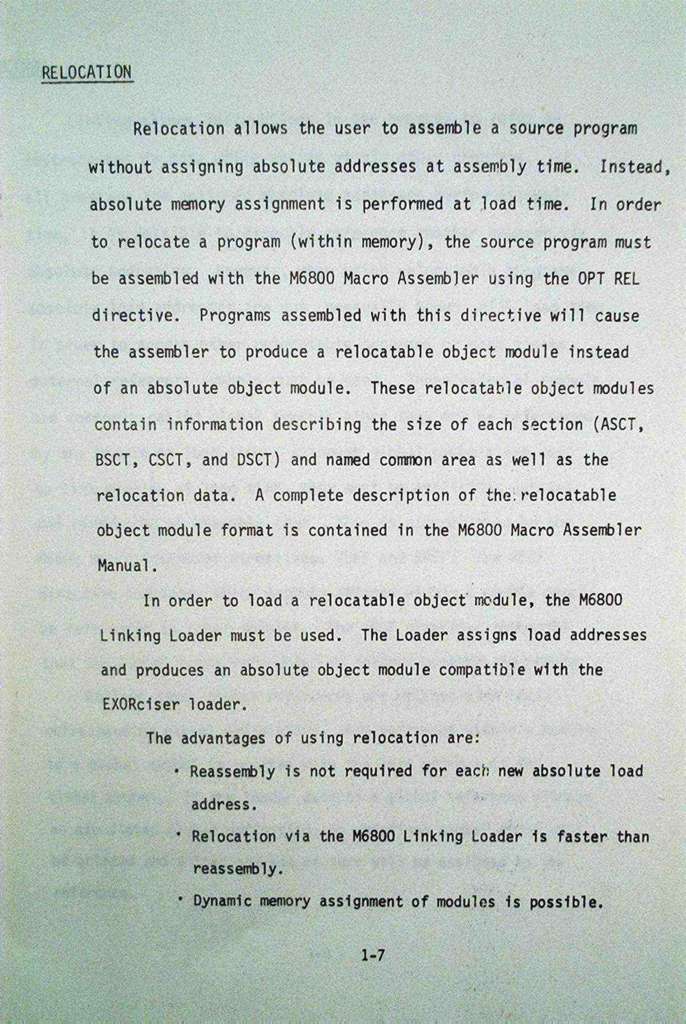 RELOCATION
Relocation allows the user to assemble a source program
without assigning absolute addresses at assembly time. Instead,
absolute memory assignment is performed at load time. In order
to relocate a program (within memory), the source program must
be assembled with the M6800 Macro Assembler using the OPT REL
directive. Programs assembled with this directive will cause
the assembler to produce a relocatable object module instead
of an absolute object module. These relocatable object modules
contain information describing the size of each section (ASCT,
BSCT, CSCT, and DSCT) and named common area as well as the
relocation data. A complete description of the relocatable
object module format is contained in the M6800 Macro Assembler
Manual.
In order to load a relocatable object module, the M6800
Linking Loader must be used. The Loader assigns load addresses
and produces an absolute object module compatible with the
EXORciser loader.
The advantages of using relocation are:
• Reassembly is not required for each new absolute load
address.
• Relocation via the M6800 Linking Loader is faster than
reassembly.
• Dynamic memory assignment of modules is possible.
1-7